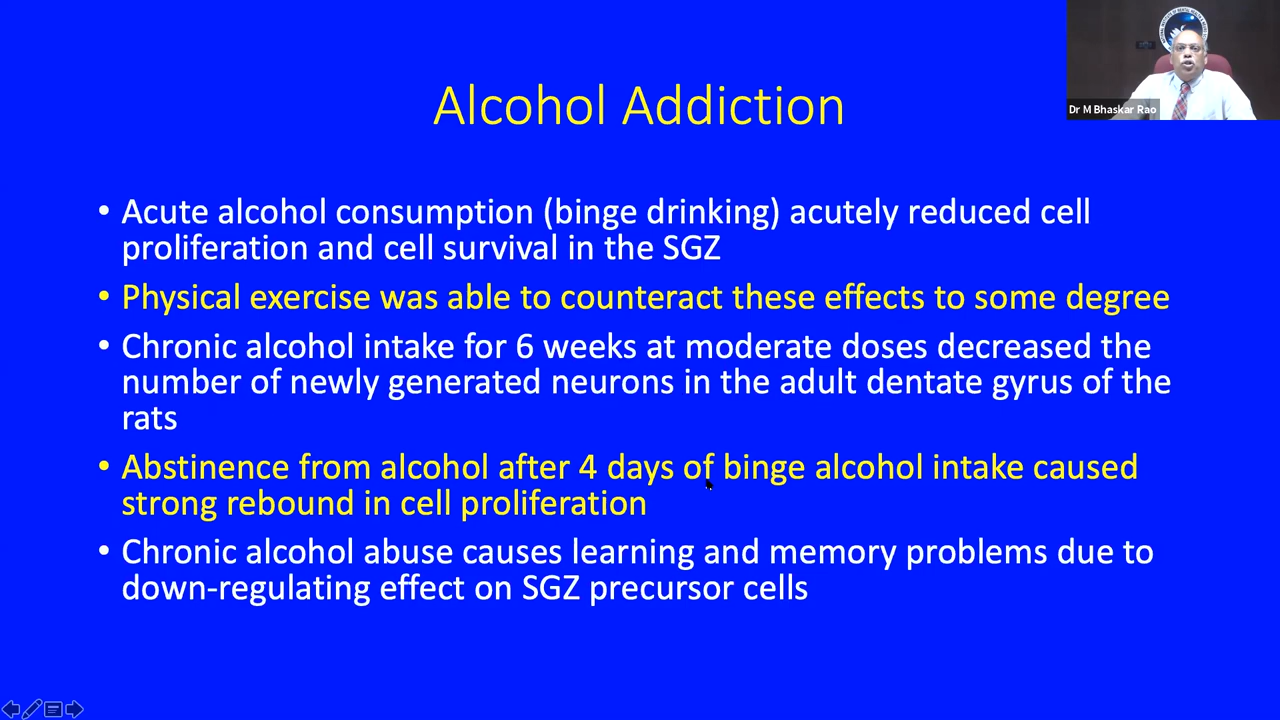 Dr M Bhaskar Rao
Alcohol Addiction
• Acute alcohol consumption (binge drinking) acutely reduced cell
proliferation and cell survival in the SGZ
• Physical exercise was able to counteract these effects to some degree
• Chronic alcohol intake for 6 weeks at moderate doses decreased the
number of newly generated neurons in the adult dentate gyrus of the
rats
• Abstinence from alcohol after 4 days of binge alcohol intake caused
strong rebound in cell proliferation
• Chronic alcohol abuse causes learning and memory problems due to
down-regulating effect on SGZ precursor cells